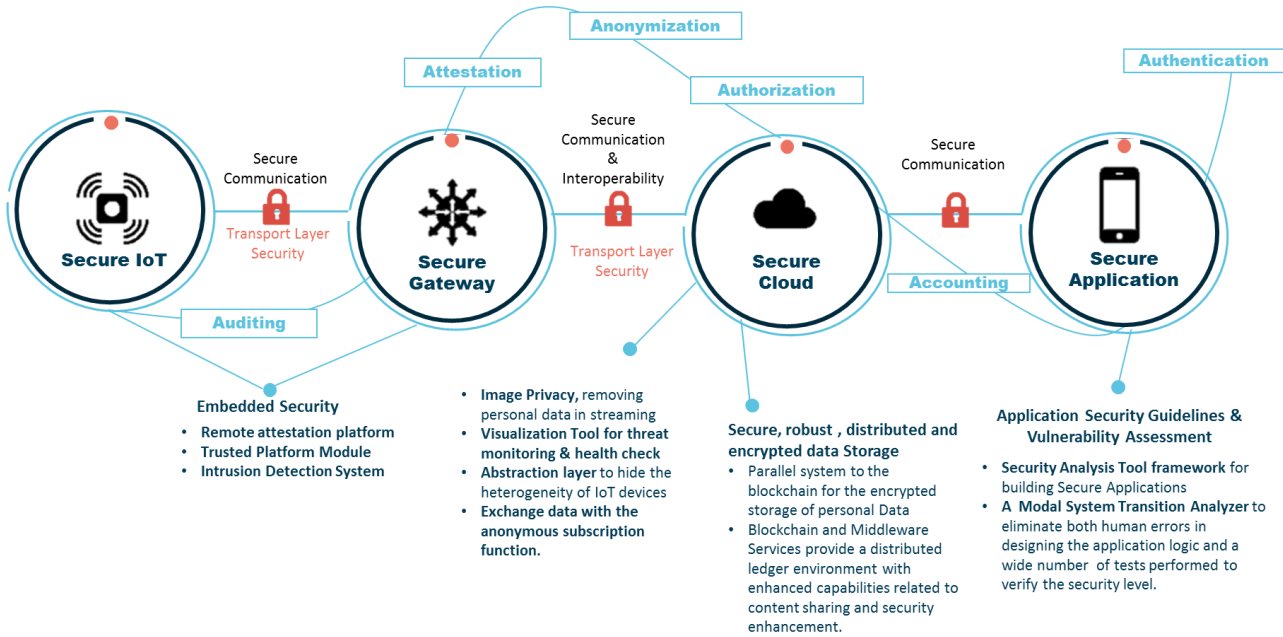 Anonymization
Attestation
Authorization
Authentication
Secure
Communication
Transport Layer
Security
Secure
Communication
&
Interoperability
Transport Layer
Security
Secure
Communication
Secure IoT
Secure
Gateway
Secure
Cloud
Secure
Application
Auditing
Accounting
Embedded Security
• Remote attestation platform
• Trusted Platform Module
• Intrusion Detection System
• Image Privacy, removing
personal data in streaming
• Visualization Tool for threat
monitoring & health check
• Abstraction layer to hide the
heterogeneity of IoT devices
• Exchange data with the
anonymous subscription
function.
Secure, robust , distributed and
encrypted data Storage
• Parallel system to the
blockchain for the encrypted
storage of personal Data
• Blockchain and Middleware
Services provide a distributed
ledger environment with
enhanced capabilities related to
content sharing and security
enhancement.
Application Security Guidelines &
Vulnerability Assessment
• Security Analysis Tool framework for
building Secure Applications
• A Modal System Transition Analyzer to
eliminate both human errors in
designing the application logic and a
wide number of tests performed to
verify the security level.